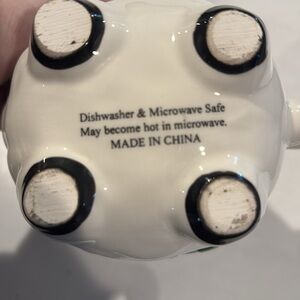 Dishwasher & Microwave Safe
May become hot in microwave.
MADE IN CHINA